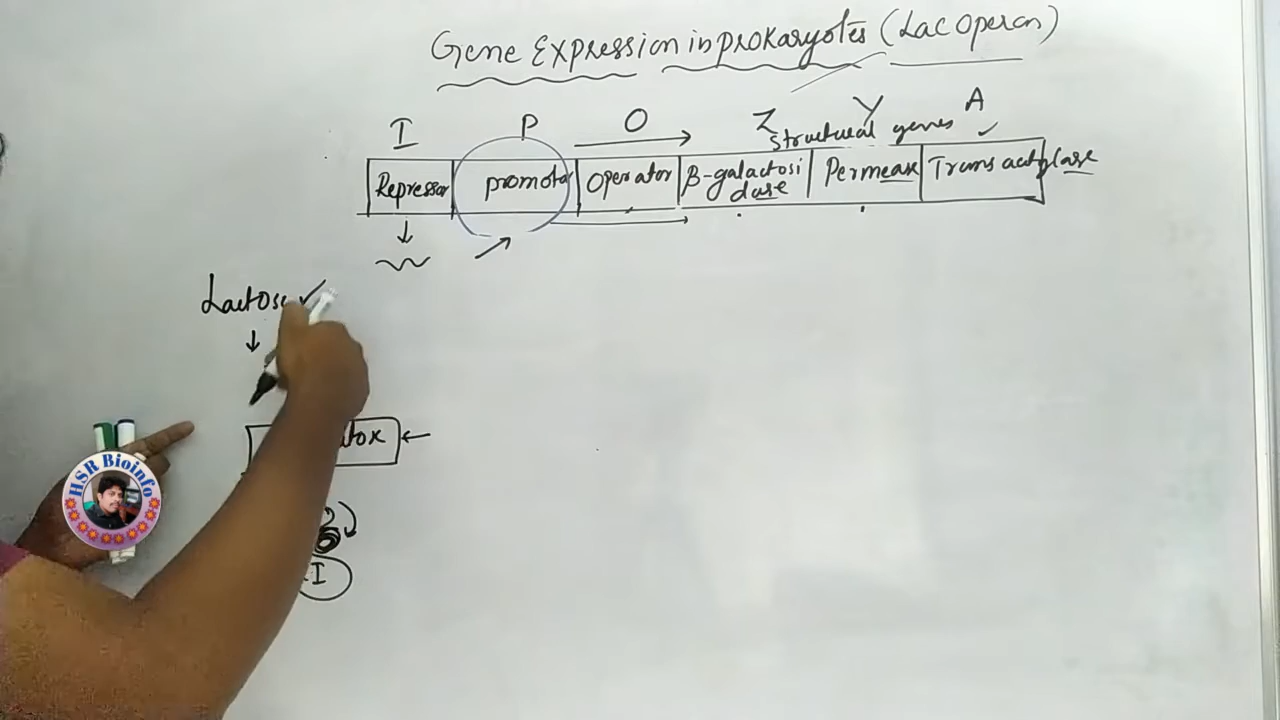 Gene Expression in prokaryotes (Lac Operon)
I P O Z Y A
structural genes
Repressor promotor operator β-galactosidase Permease Transacetylase
Lactose
I
HSR Bioinfo